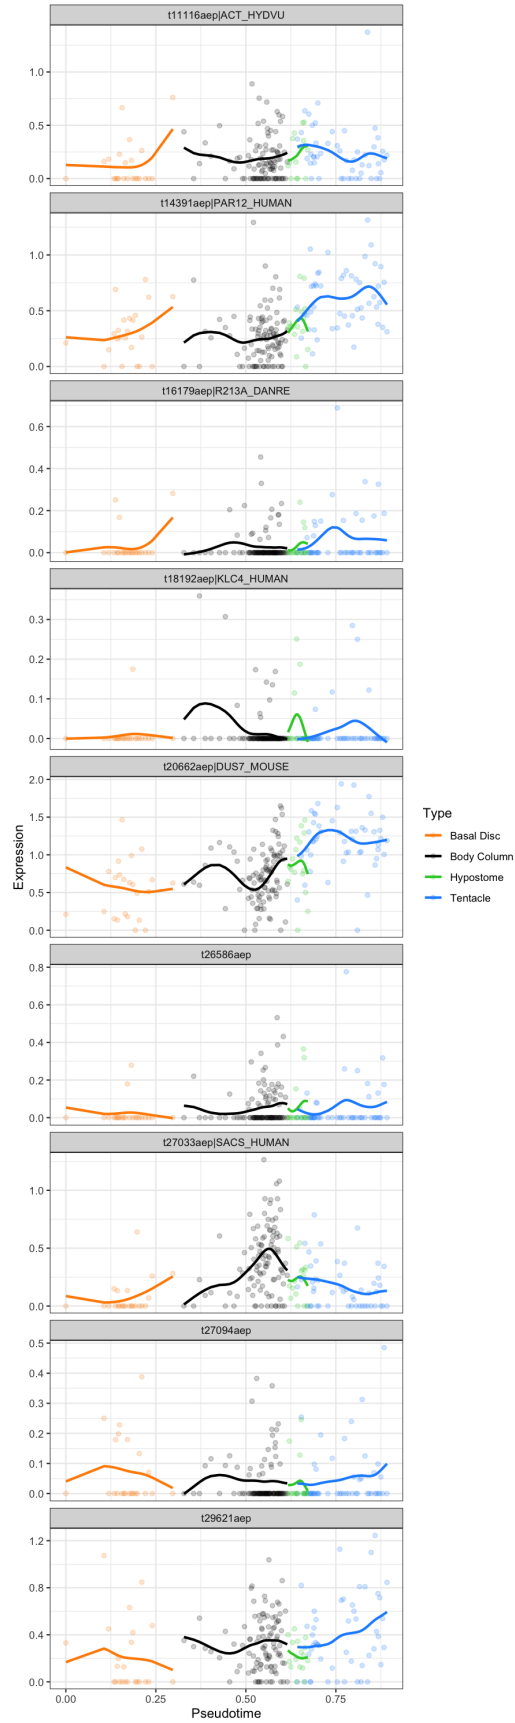 t11116aep|ACT_HYDVU
1.0
0.5
0.0
t14391aep|PAR12_HUMAN
1.0
0.5
0.0
t16179aep|R213A_DANRE
0.6
0.4
0.2
0.0
t18192aep|KLC4_HUMAN
0.3
0.2
0.1
0.0
t20662aep|DUS7_MOUSE
2.0
1.5
1.0
0.5
0.0
Expression
Type
Basal Disc
Body Column
Hypostome
Tentacle
t26586aep
0.8
0.6
0.4
0.2
0.0
t27033aep|SACS_HUMAN
1.0
0.5
0.0
t27094aep
0.5
0.4
0.3
0.2
0.1
0.0
t29621aep
1.2
0.8
0.4
0.0
0.00 0.25 0.50 0.75
Pseudotime